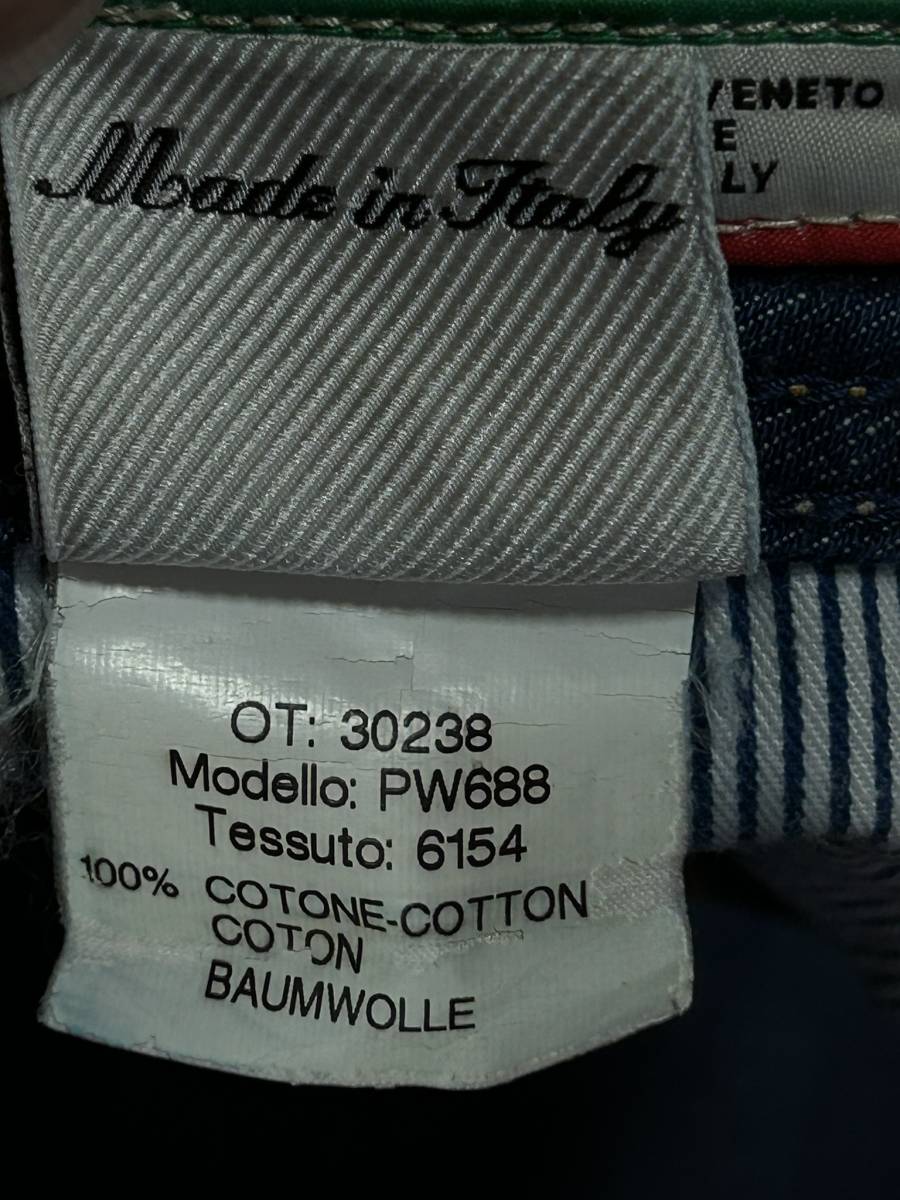 Made in Italy
VENETO
E
LY
OT: 30238
Modello: PW688
Tessuto: 6154
100% COTONE-COTTON
COTON
BAUMWOLLE